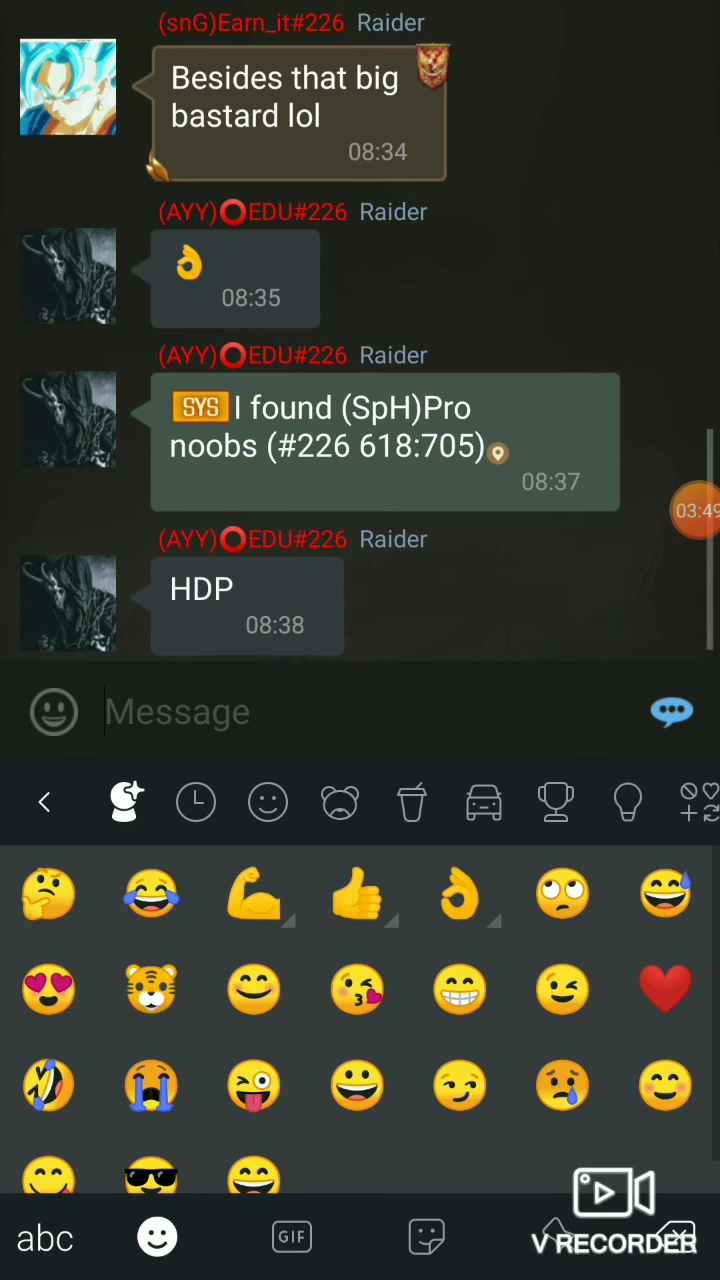 (snG)Earn_it#226 Raider
Besides that big
bastard lol
08:34
(AYY)⭕EDU#226 Raider
👌
08:35
(AYY)⭕EDU#226 Raider
SYS I found (SpH)Pro
noobs (#226 618:705)
08:37
03:49
(AYY)⭕EDU#226 Raider
HDP
08:38
Message
abc
GIF
V RECORDER